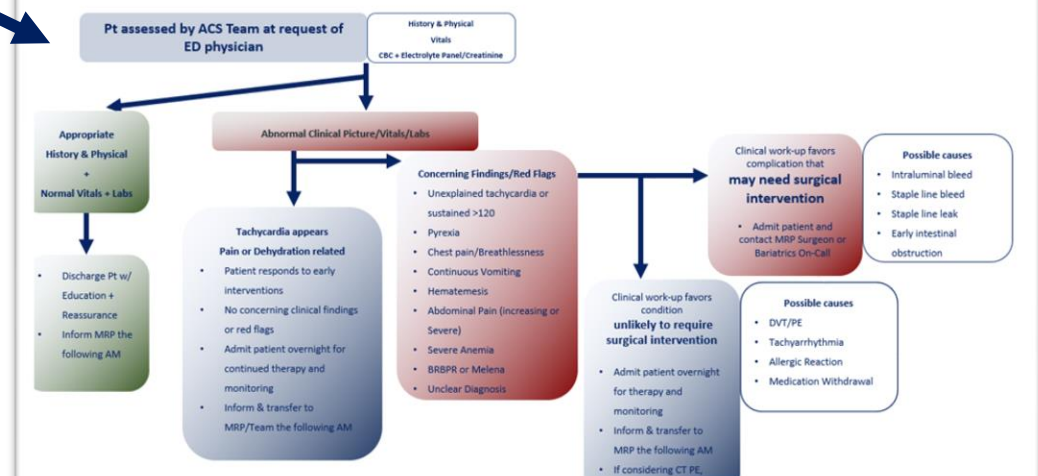 Pt assessed by ACS Team at request of
ED physician
History & Physical
Vitals
CBC + Electrolyte Panel/Creatinine
Appropriate
History & Physical
+
Normal Vitals + Labs
• Discharge Pt w/
Education +
Reassurance
• Inform MRP the
following AM
Abnormal Clinical Picture/Vitals/Labs
Tachycardia appears
Pain or Dehydration related
• Patient responds to early
interventions
• No concerning clinical findings
or red flags
• Admit patient overnight for
continued therapy and
monitoring
• Inform & transfer to
MRP/Team the following AM
Concerning Findings/Red Flags
• Unexplained tachycardia or
sustained >120
• Pyrexia
• Chest pain/Breathlessness
• Continuous Vomiting
• Hematemesis
• Abdominal Pain (increasing or
Severe)
• Severe Anemia
• BRBPR or Melena
• Unclear Diagnosis
Clinical work-up favors
complication that
may need surgical
intervention
• Admit patient and
contact MRP Surgeon or
Bariatrics On-Call
Possible causes
• Intraluminal bleed
• Staple line bleed
• Staple line leak
• Early intestinal
obstruction
Clinical work-up favors
condition
unlikely to require
surgical intervention
• Admit patient overnight
for therapy and
monitoring
• Inform & transfer to
MRP the following AM
• If considering CT PE,
Possible causes
• DVT/PE
• Tachyarrhythmia
• Allergic Reaction
• Medication Withdrawal